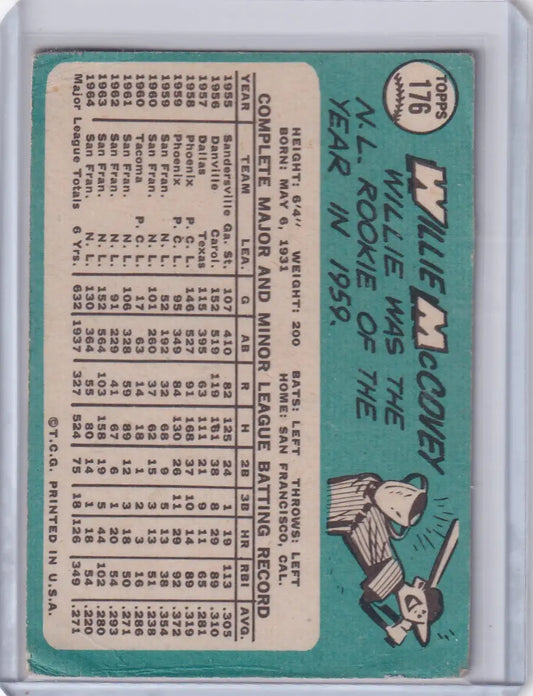 TOPPS
176
WILLIE McCOVEY
WILLIE WAS THE
N.L. ROOKIE OF THE
YEAR IN 1959.
HEIGHT: 6'4" WEIGHT: 200 BATS: LEFT THROWS: LEFT
BORN: MAY 6, 1931 HOME: SAN FRANCISCO, CAL.
COMPLETE MAJOR AND MINOR LEAGUE BATTING RECORD
YEAR TEAM LEA. G AB R H 2B 3B HR RBI AVG.
1955 Sandersville Ga. St. 107 410 82 125 24 1 19 113 .305
1956 Danville Carol. 152 519 119 161 38 8 29 89 .310
1957 Dallas Texas 115 395 63 111 21 9 11 65 .281
1958 Phoenix P. C. L. 146 527 91 168 37 10 14 89 .319
1959 Phoenix P. C. L. 95 349 84 130 26 11 29 92 .372
1959 San Fran. N. L. 52 192 32 68 9 5 13 38 .354
1960 San Fran. N. L. 101 260 37 62 15 3 13 51 .238
1960 Tacoma P. C. L. 17 63 14 18 1 2 3 16 .286
1961 San Fran. N. L. 106 328 59 89 12 3 18 50 .271
1962 San Fran. N. L. 91 229 41 67 6 1 20 54 .293
1963 San Fran. N. L. 152 564 103 158 19 5 44 102 .280
1964 San Fran. N. L. 130 364 55 80 14 1 18 54 .220
Major League Totals 6 Yrs. 632 1937 327 524 75 18 126 349 .271
©T.C.G. PRINTED IN U.S.A.